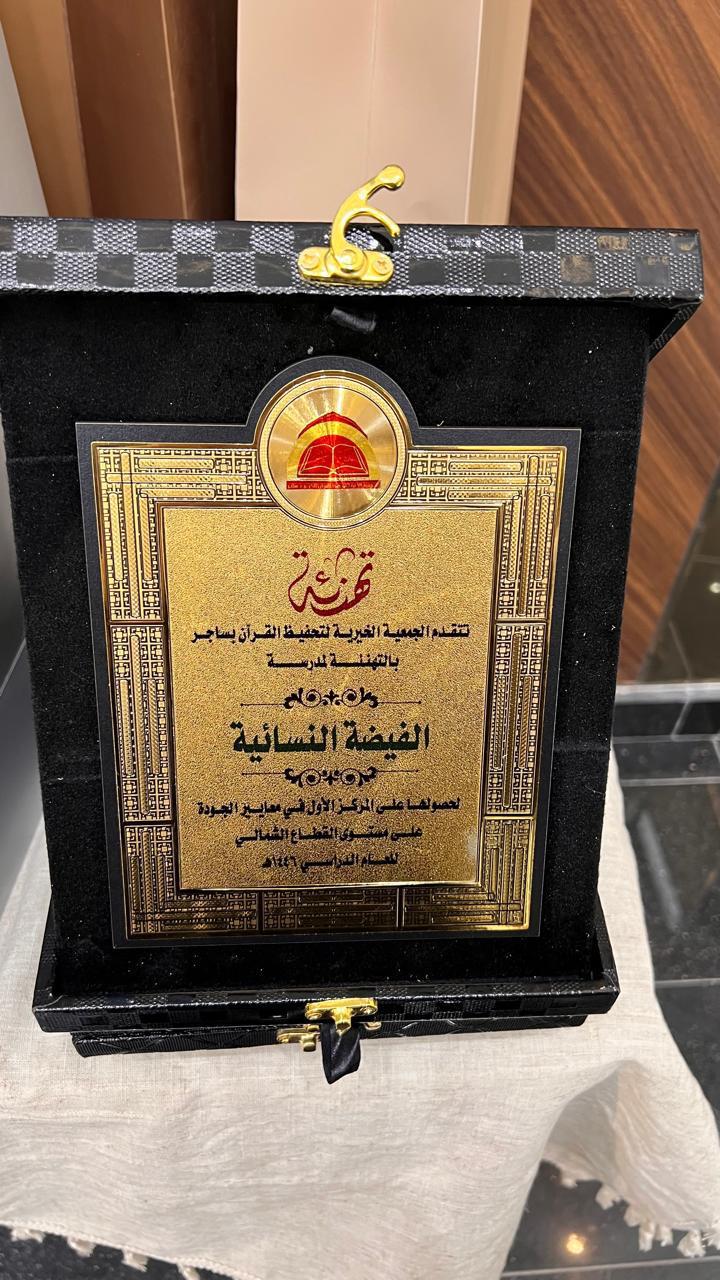 تهنئة
تتقدم الجمعية الخيرية لتحفيظ القرآن بساجر
بالتهنئة لمدرسة
الفيضة النسائية
لحصولها على المركز الأول في معايير الجودة
على مستوى القطاع الشمالي
للعام الدراسي ١٤٤٦هـ